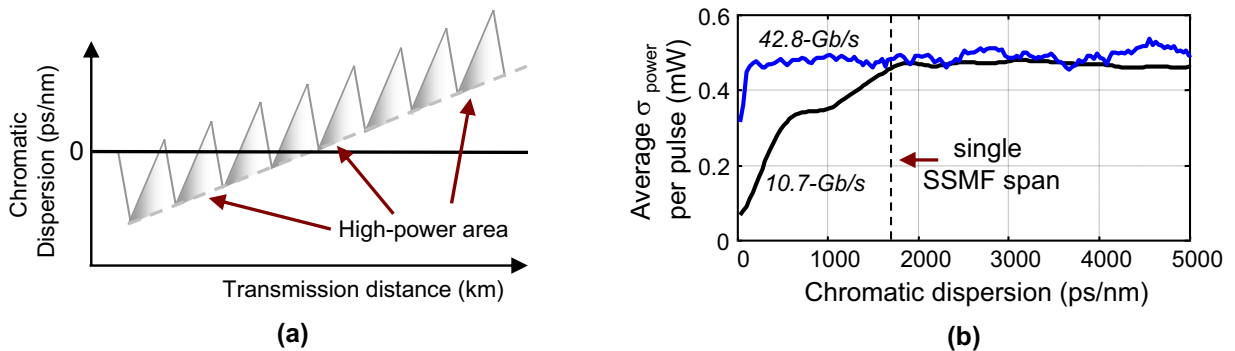 Chromatic
Dispersion (ps/nm)
0
High-power area
Transmission distance (km)
(a)
Average σ power
per pulse (mW)
0.6
0.4
0.2
0
42.8-Gb/s
10.7-Gb/s
single
SSMF span
0 1000 2000 3000 4000 5000
Chromatic dispersion (ps/nm)
(b)